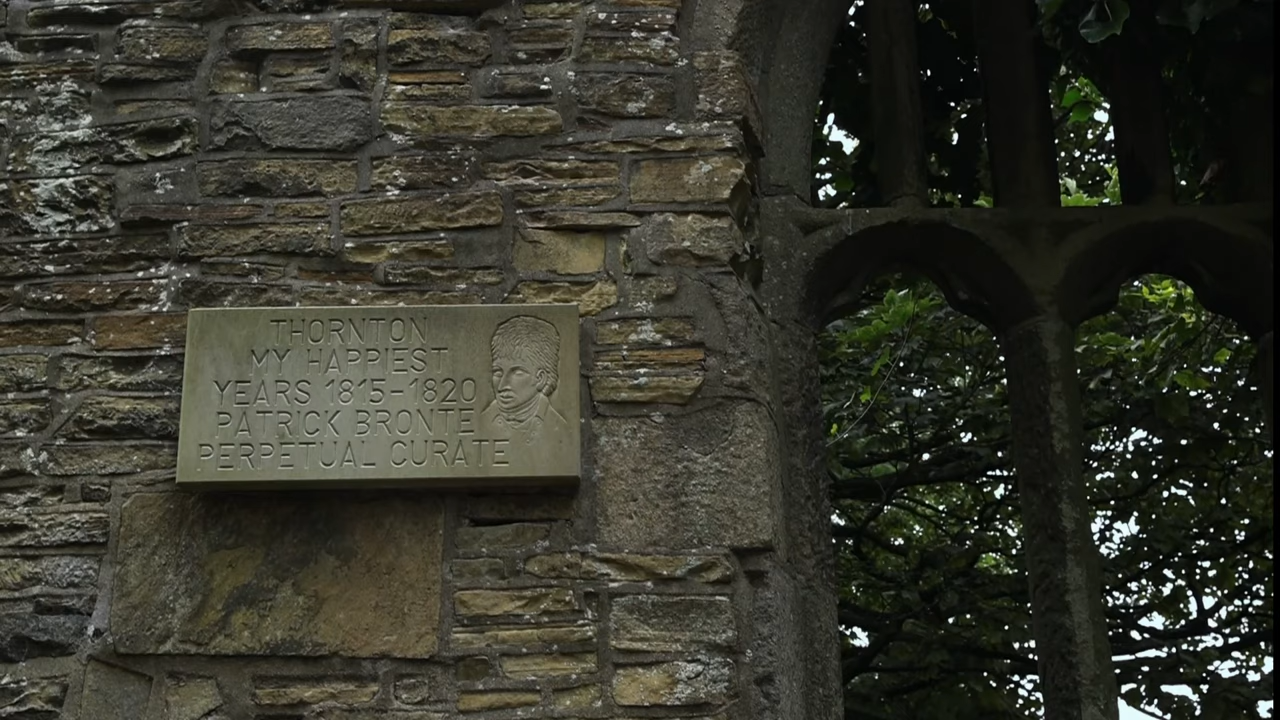 THORNTON
MY HAPPIEST
YEARS 1815-1820
PATRICK BRONTE
PERPETUAL CURATE